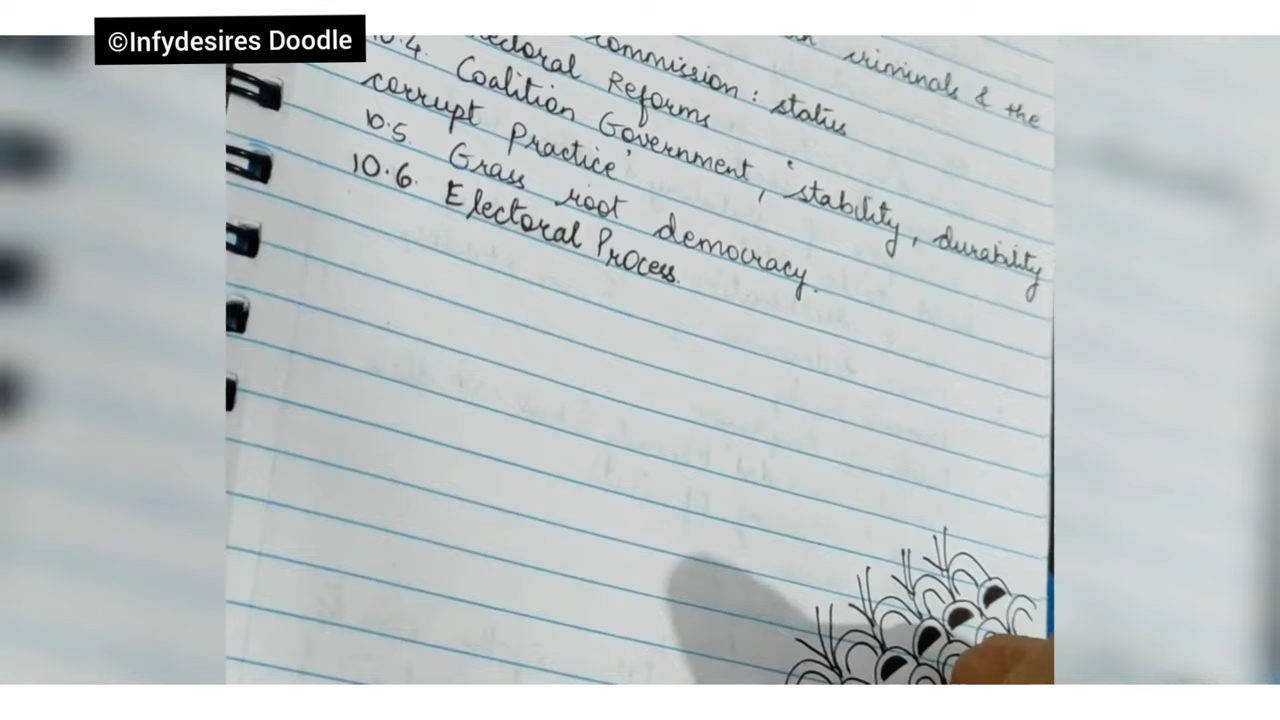 ©Infydesires Doodle
criminals & the
commission : status
Reforms
10.4. Coalition Government, 'stability, durability
corrupt Practice'
10.5. Grass root democracy.
10.6. Electoral Process.